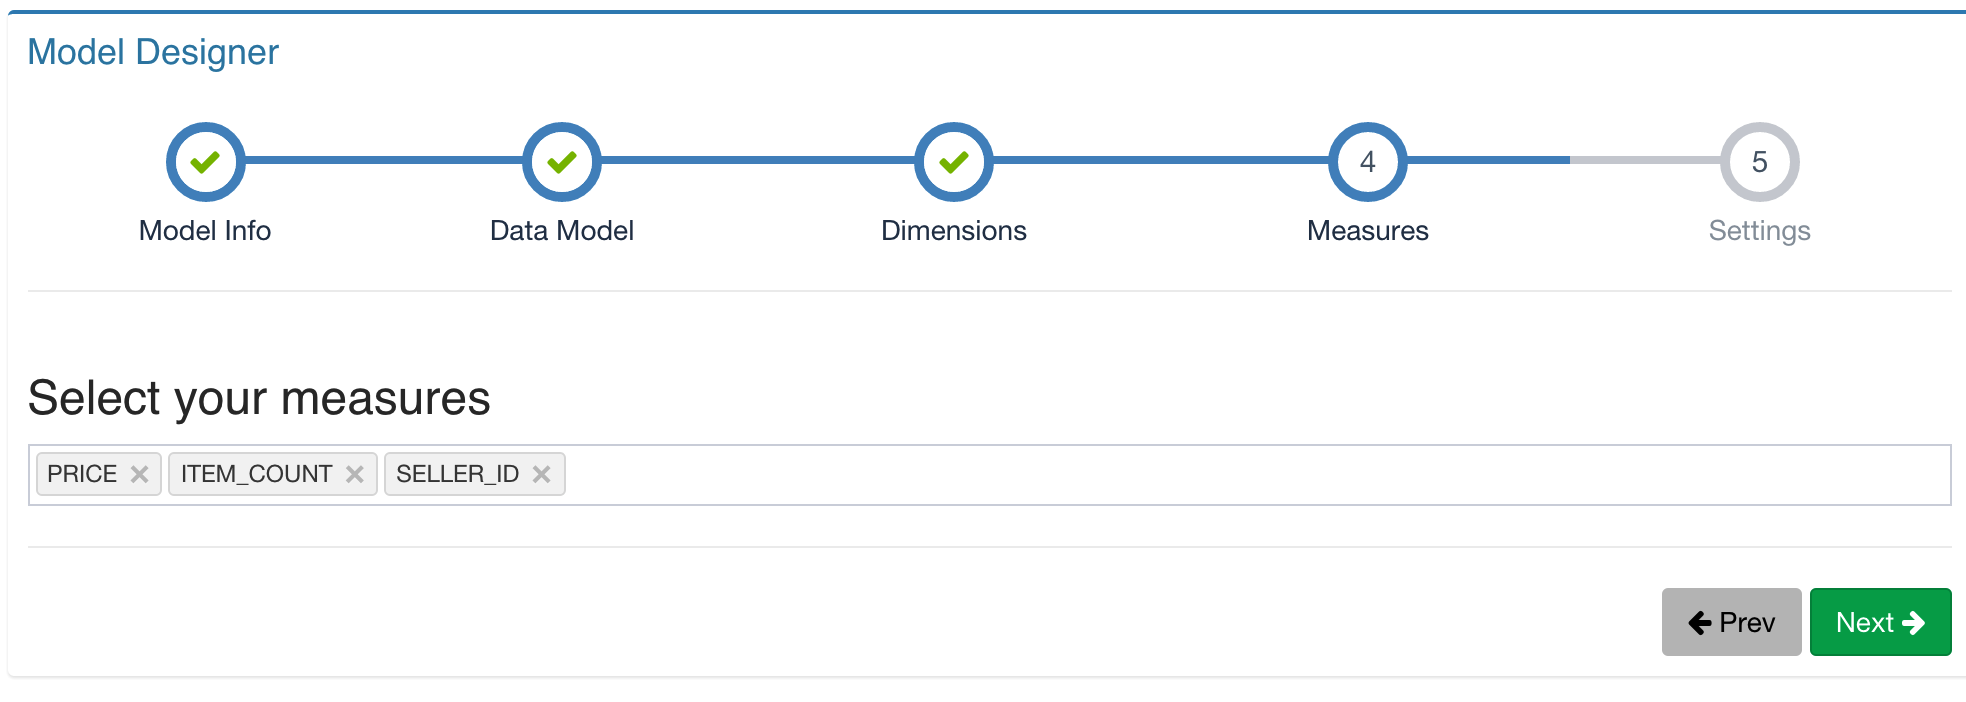 Model Designer
4
5
Model Info
Data Model
Dimensions
Measures
Settings
Select your measures
PRICE
ITEM_COUNT
SELLER_ID
Prev
Next